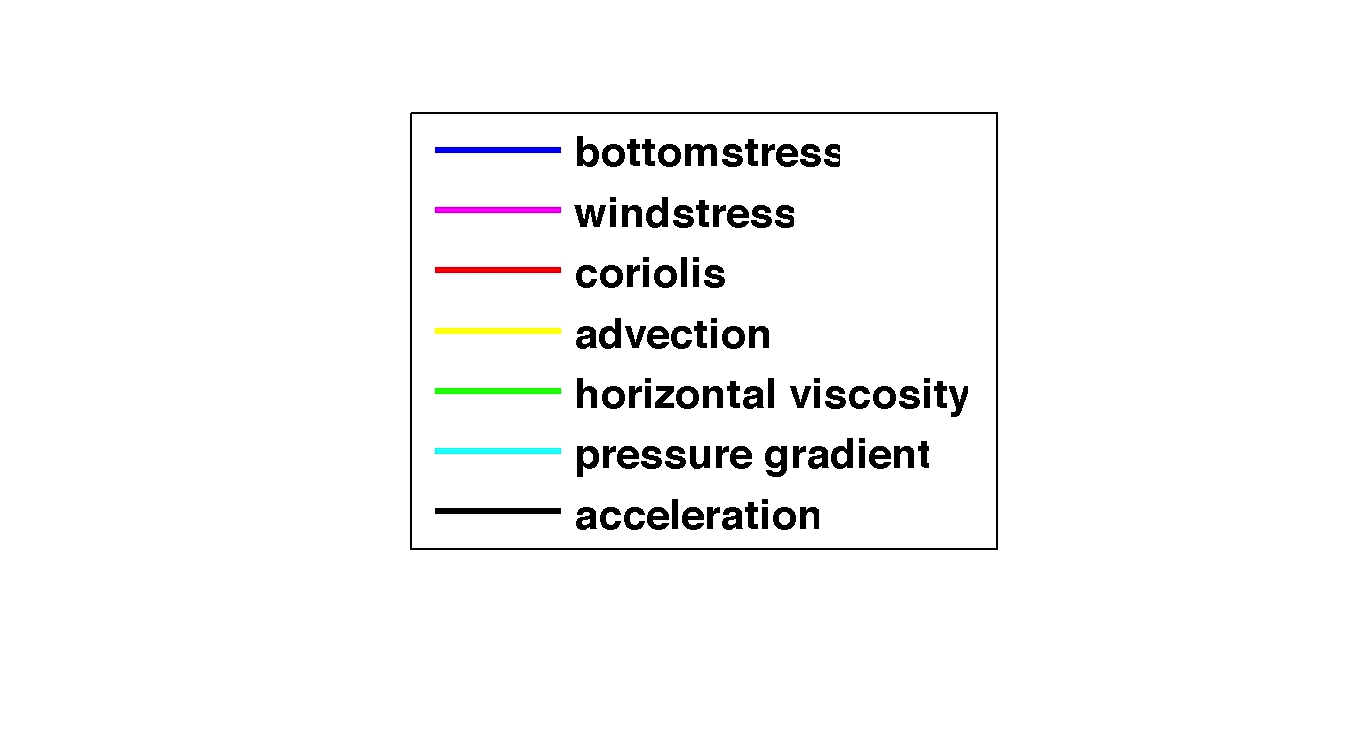 bottomstress
windstress
coriolis
advection
horizontal viscosity
pressure gradient
acceleration